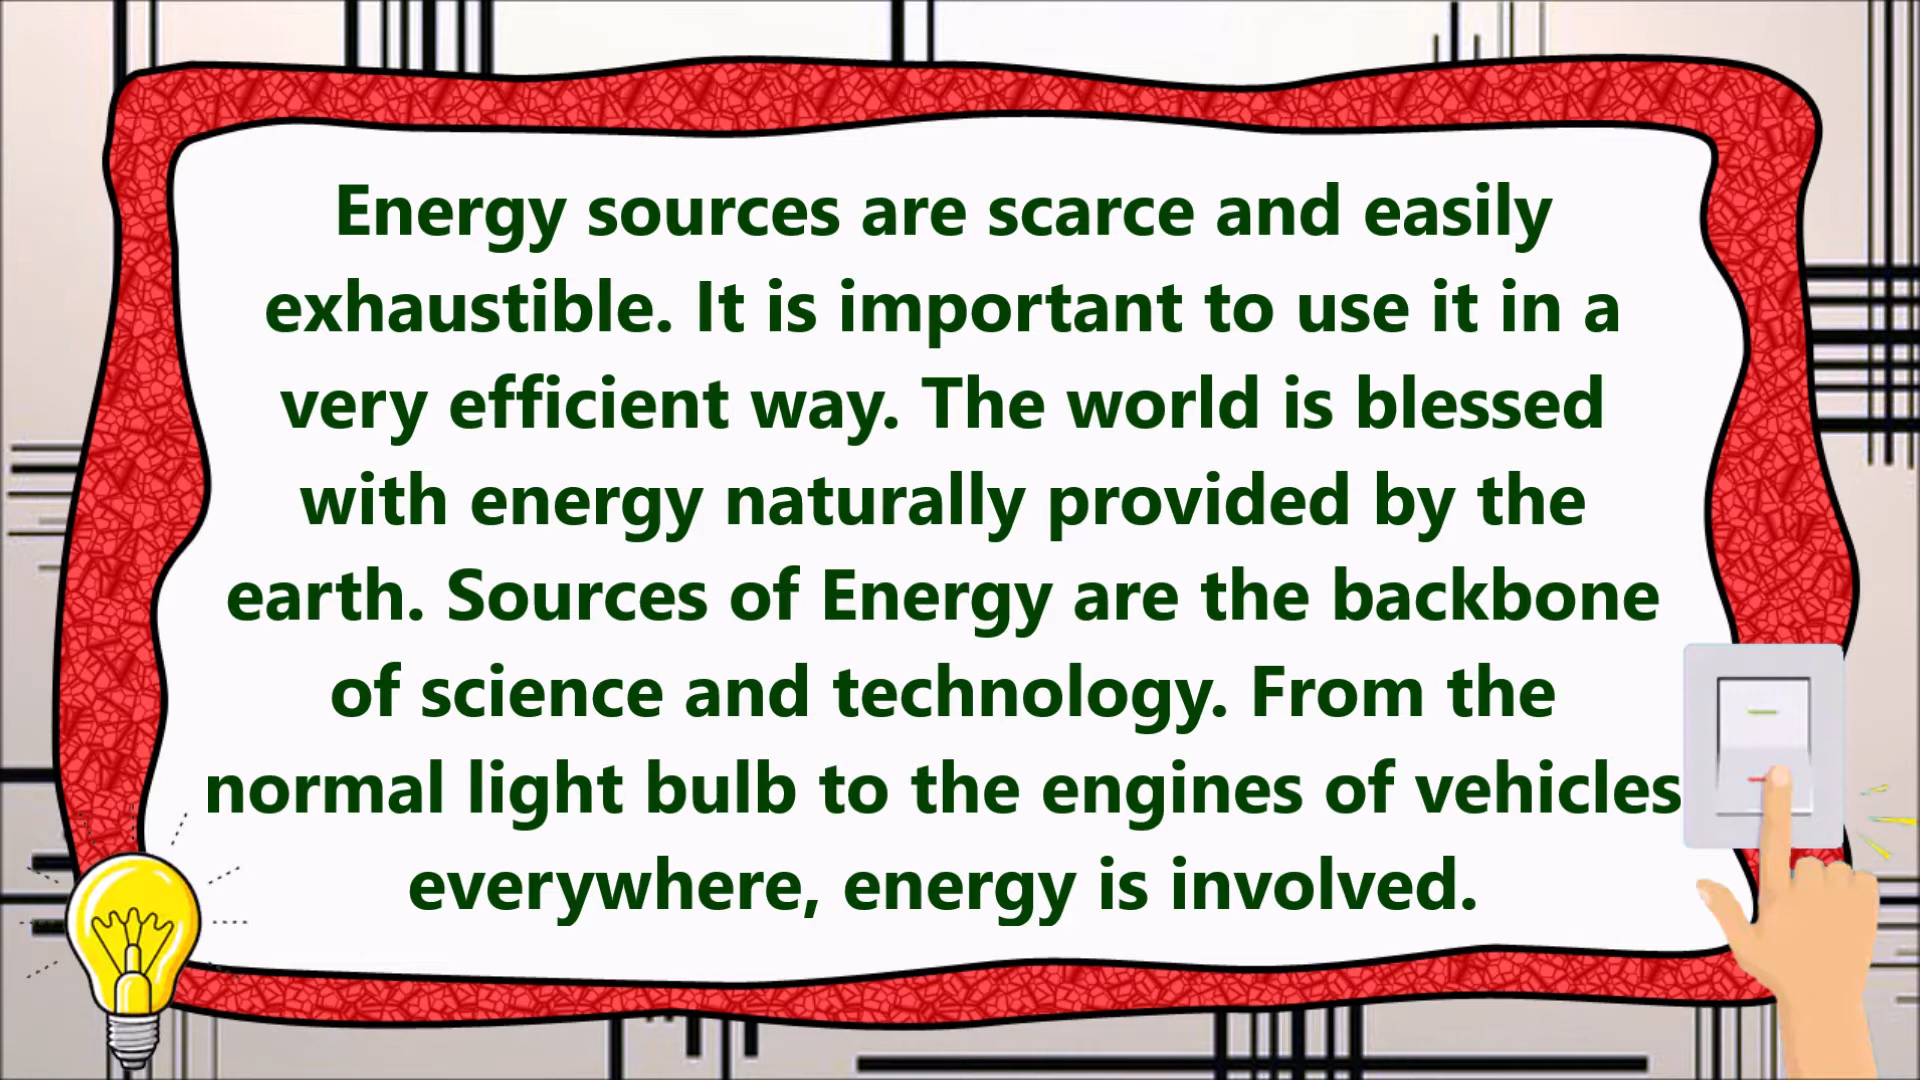 Energy sources are scarce and easily
exhaustible. It is important to use it in a
very efficient way. The world is blessed
with energy naturally provided by the
earth. Sources of Energy are the backbone
of science and technology. From the
normal light bulb to the engines of vehicles
everywhere, energy is involved.